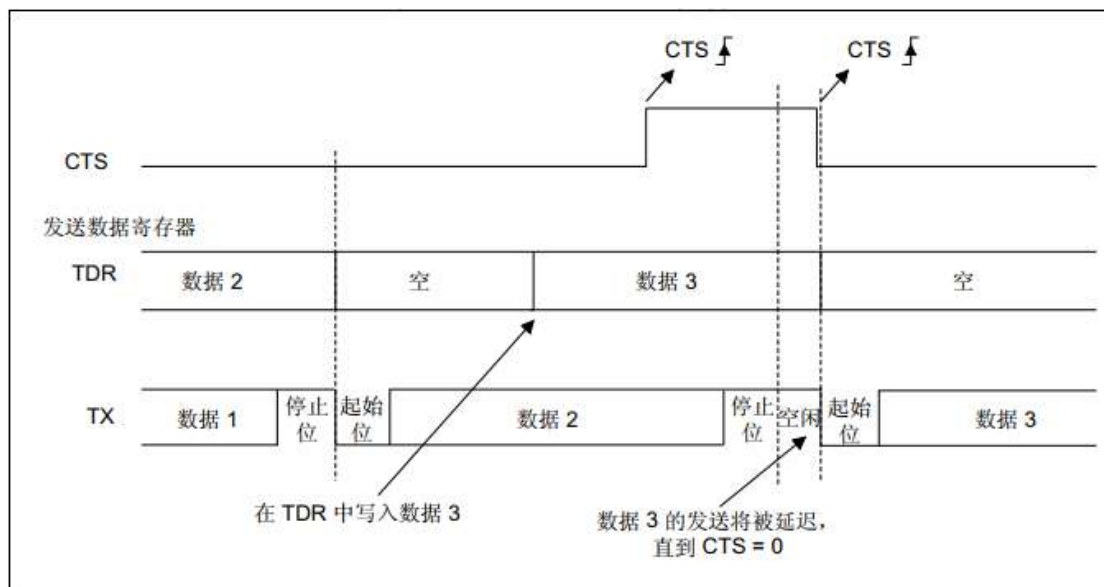 CTS
CTS
CTS
发送数据寄存器
TDR
数据 2
空
数据 3
空
TX
数据 1
停止
位
起始
位
数据 2
停止
位
空闲
起始
位
数据 3
在 TDR 中写入数据 3
数据 3 的发送将被延迟，
直到 CTS = 0